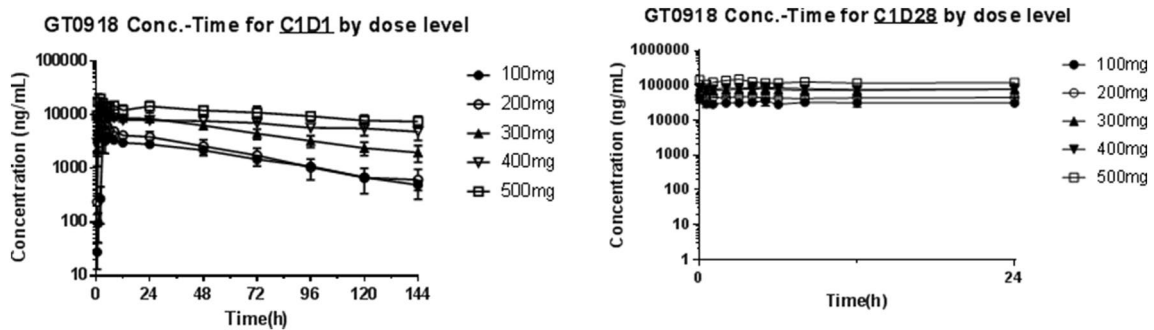 GT0918 Conc.-Time for C1D1 by dose level
Concentration (ng/mL)
100000
10000
1000
100
10
0
24
48
72
96
120
144
Time(h)
100mg
200mg
300mg
400mg
500mg
GT0918 Conc.-Time for C1D28 by dose level
Concentration (ng/mL)
1000000
100000
10000
1000
100
10
1
0
12
24
Time(h)
100mg
200mg
300mg
400mg
500mg